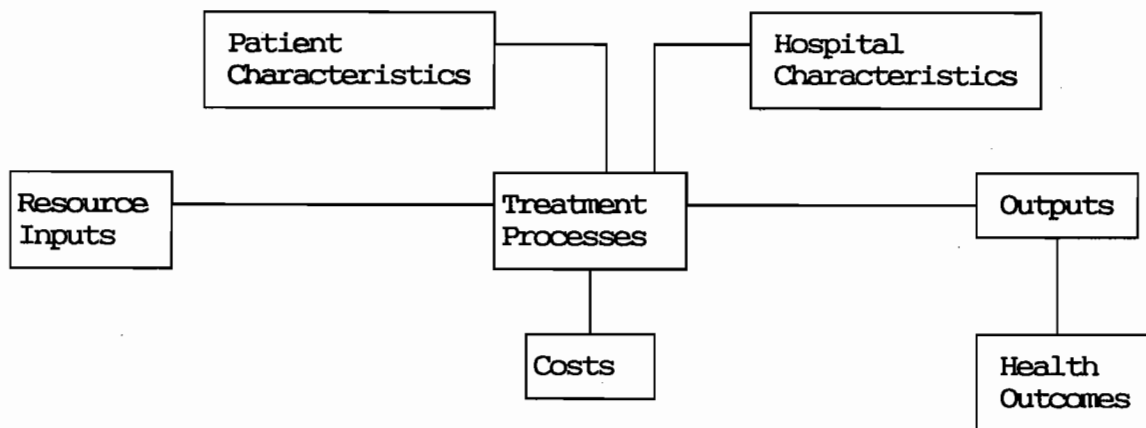 Patient
Characteristics
Hospital
Characteristics
Resource
Inputs
Treatment
Processes
Outputs
Costs
Health
Outcomes